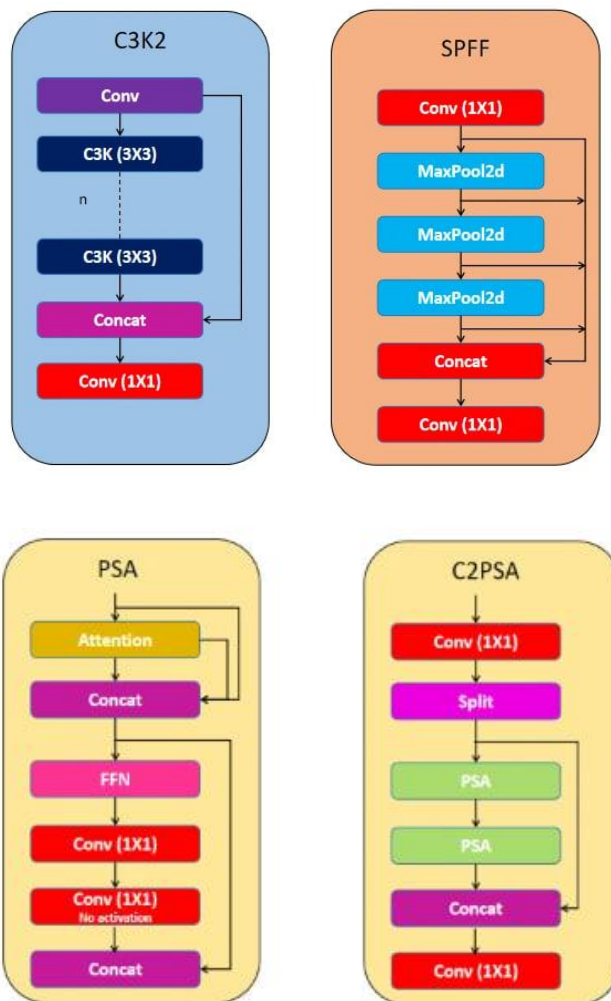 C3K2
Conv
C3K (3X3)
n
C3K (3X3)
Concat
Conv (1X1)
SPFF
Conv (1X1)
MaxPool2d
MaxPool2d
MaxPool2d
Concat
Conv (1X1)
PSA
Attention
Concat
FFN
Conv (1X1)
Conv (1X1)
No activation
Concat
C2PSA
Conv (1X1)
Split
PSA
PSA
Concat
Conv (1X1)